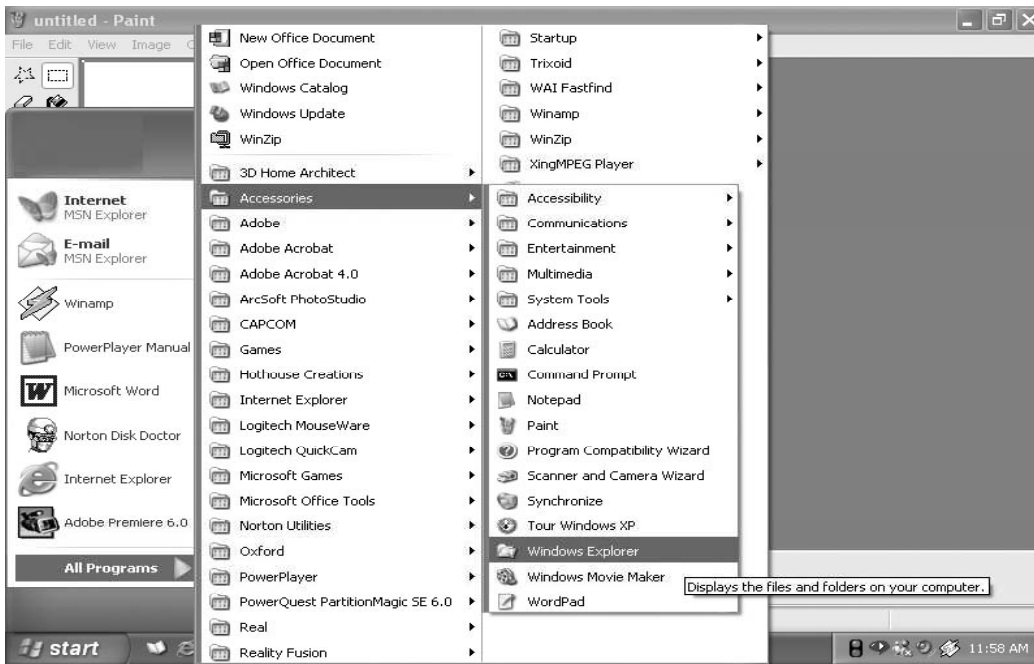 untitled - Paint
File Edit View Image
Internet
MSN Explorer
E-mail
MSN Explorer
Winamp
PowerPlayer Manual
Microsoft Word
Norton Disk Doctor
Internet Explorer
Adobe Premiere 6.0
All Programs
start
New Office Document
Open Office Document
Windows Catalog
Windows Update
WinZip
3D Home Architect
Accessories
Adobe
Adobe Acrobat
Adobe Acrobat 4.0
ArcSoft PhotoStudio
CAPCOM
Games
Hothouse Creations
Internet Explorer
Logitech MouseWare
Logitech QuickCam
Microsoft Games
Microsoft Office Tools
Norton Utilities
Oxford
PowerPlayer
PowerQuest PartitionMagic SE 6.0
Real
Reality Fusion
Startup
Trixoid
WAI Fastfind
Winamp
WinZip
XingMPEG Player
Accessibility
Communications
Entertainment
Multimedia
System Tools
Address Book
Calculator
Command Prompt
Notepad
Paint
Program Compatibility Wizard
Scanner and Camera Wizard
Synchronize
Tour Windows XP
Windows Explorer
Windows Movie Maker
WordPad
Displays the files and folders on your computer.
11:58 AM